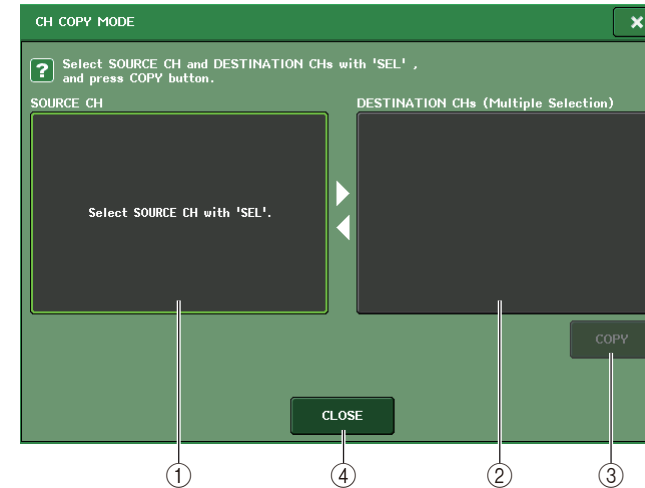 CH COPY MODE
?
Select SOURCE CH and DESTINATION CHs with 'SEL' ,
and press COPY button.
SOURCE CH
DESTINATION CHs (Multiple Selection)
Select SOURCE CH with 'SEL'.
COPY
CLOSE
① ④ ② ③